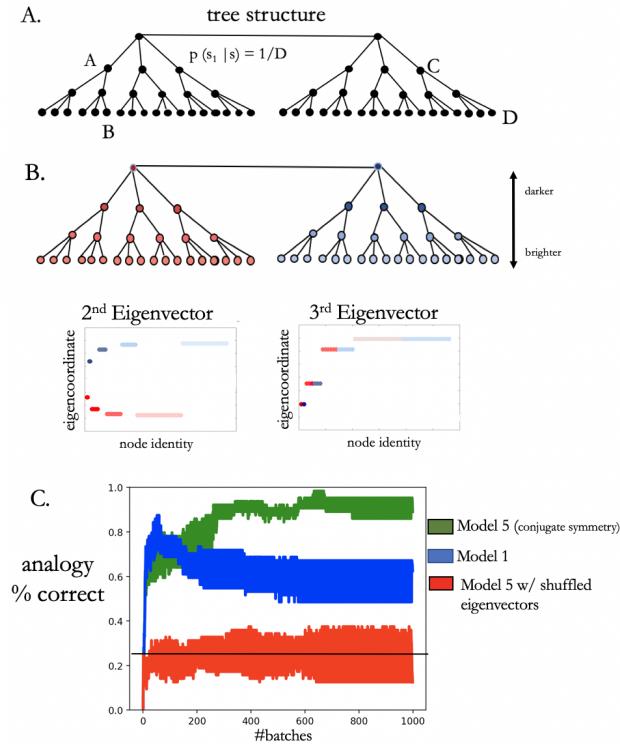 A.
tree structure
p (s₁ |s) = 1/D
A
C
B
D
B.
darker
brighter
2nd Eigenvector
3rd Eigenvector
eigencoordinate
eigencoordinate
node identity
node identity
C.
1.0
0.8
0.6
0.4
0.2
0.0
analogy
% correct
0
200
400
600
800
1000
#batches
Model 5 (conjugate symmetry)
Model 1
Model 5 w/ shuffled
eigenvectors